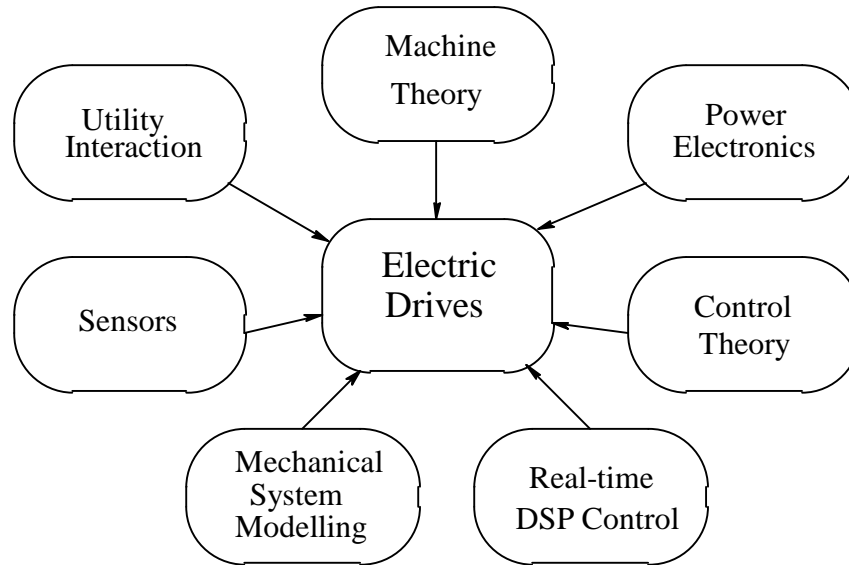 Machine
Theory
Utility
Interaction
Power
Electronics
Electric
Drives
Sensors
Control
Theory
Mechanical
System
Modelling
Real-time
DSP Control